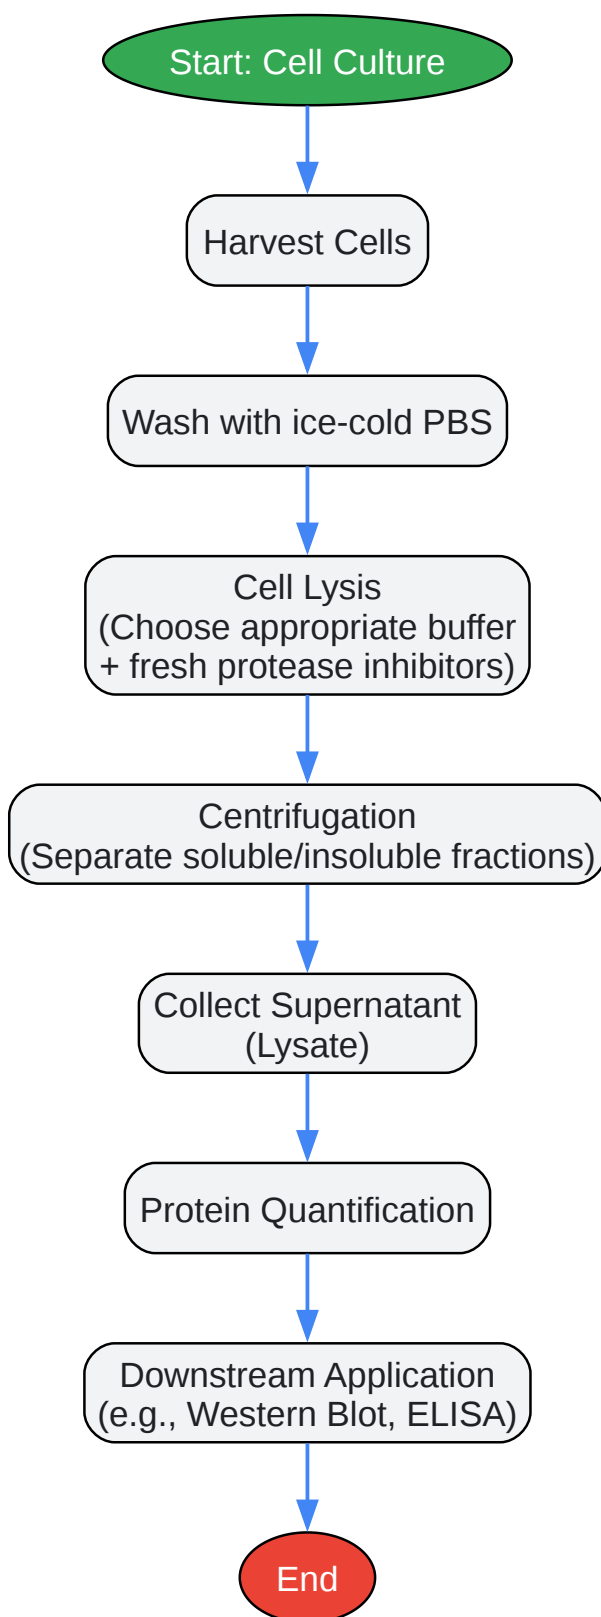 Start: Cell Culture
Harvest Cells
Wash with ice-cold PBS
Cell Lysis
(Choose appropriate buffer
+ fresh protease inhibitors)
Centrifugation
(Separate soluble/insoluble fractions)
Collect Supernatant
(Lysate)
Protein Quantification
Downstream Application
(e.g., Western Blot, ELISA)
End